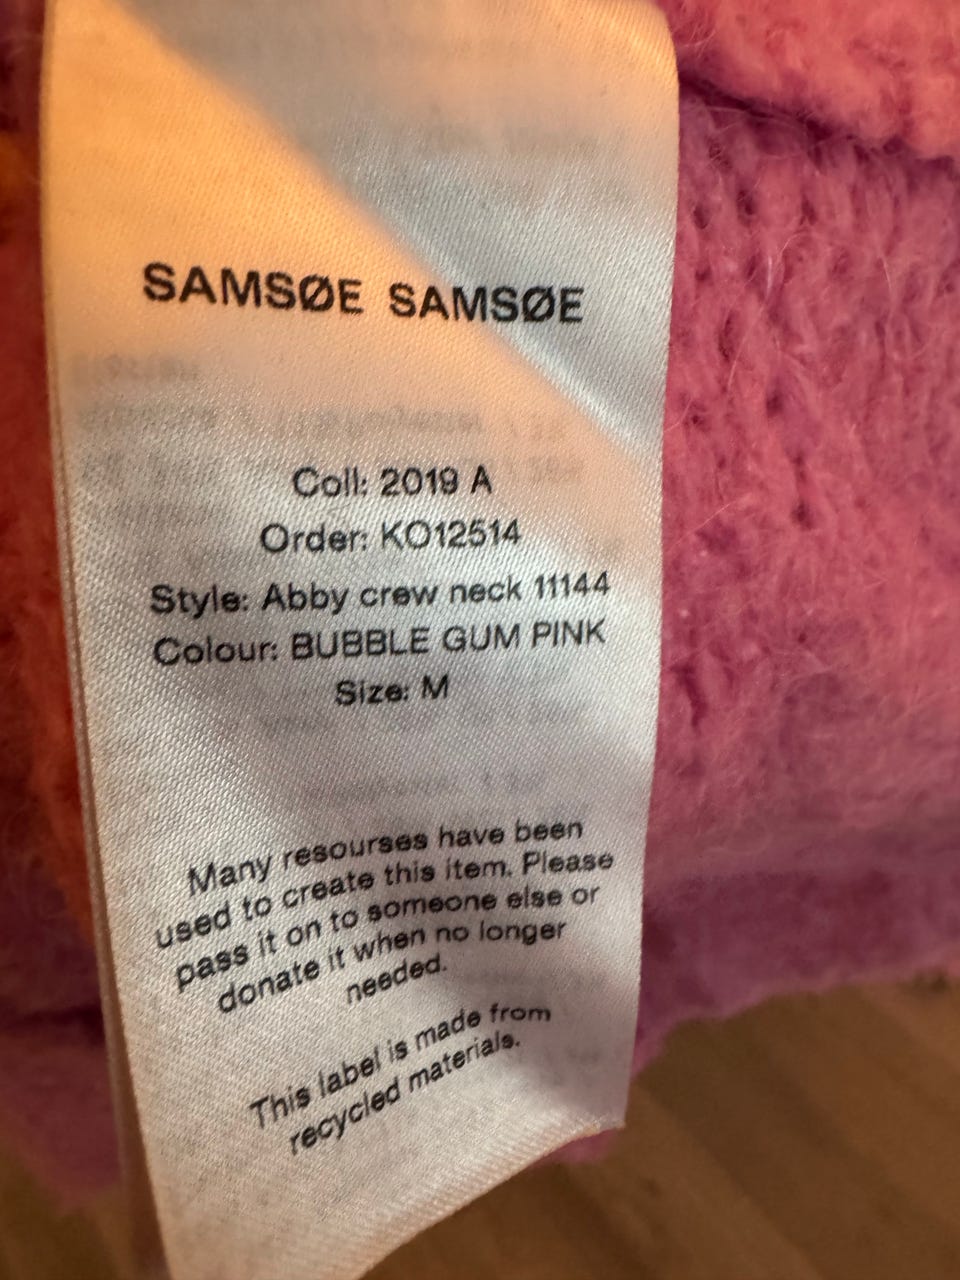 SAMSØE SAMSØE
Coll: 2019 A
Order: KO12514
Style: Abby crew neck 11144
Colour: BUBBLE GUM PINK
Size: M
Many resourses have been
used to create this item. Please
pass it on to someone else or
donate it when no longer
needed.
This label is made from
recycled materials.